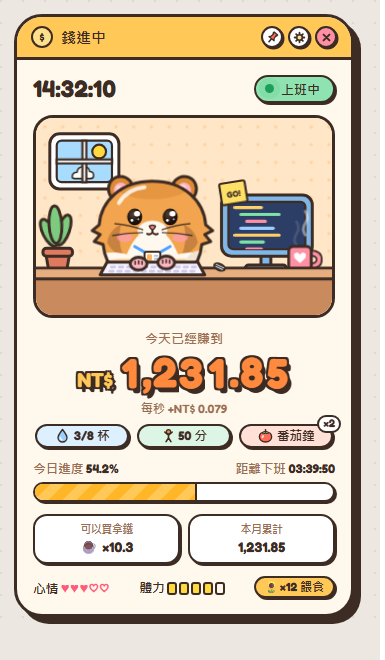 $ 錢進中
14:32:10 上班中
GO!
今天已經賺到
NT$ 1,231.85
每秒 +NT$ 0.079
3/8 杯 50 分 番茄鐘 ×2
今日進度 54.2% 距離下班 03:39:50
可以買拿鐵 本月累計
×10.3 1,231.85
心情 體力 ×12 餵食